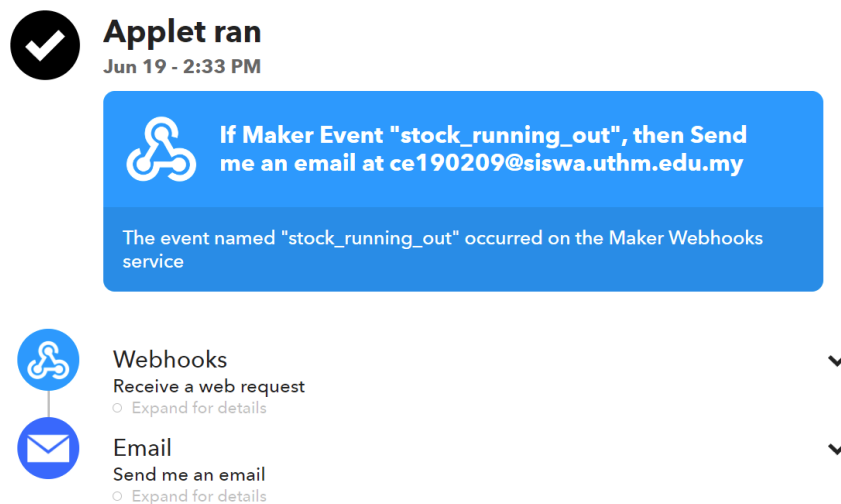 Applet ran
Jun 19 - 2:33 PM
If Maker Event "stock_running_out", then Send
me an email at ce190209@siswa.uthm.edu.my
The event named "stock_running_out" occurred on the Maker Webhooks
service
Webhooks
Receive a web request
Expand for details
Email
Send me an email
Expand for details